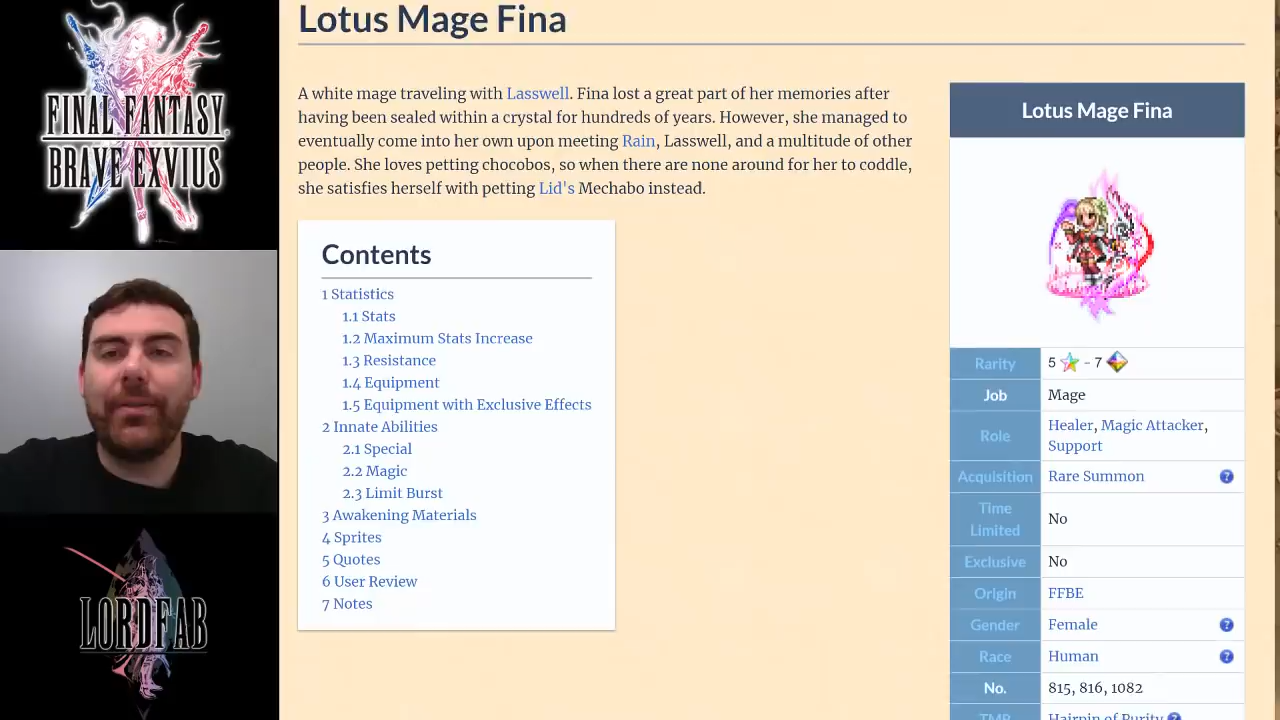 FINAL FANTASY
BRAVE EXVIUS
LORDFAB
Lotus Mage Fina
A white mage traveling with Lasswell. Fina lost a great part of her memories after
having been sealed within a crystal for hundreds of years. However, she managed to
eventually come into her own upon meeting Rain, Lasswell, and a multitude of other
people. She loves petting chocobos, so when there are none around for her to coddle,
she satisfies herself with petting Lid's Mechabo instead.
Contents
1 Statistics
1.1 Stats
1.2 Maximum Stats Increase
1.3 Resistance
1.4 Equipment
1.5 Equipment with Exclusive Effects
2 Innate Abilities
2.1 Special
2.2 Magic
2.3 Limit Burst
3 Awakening Materials
4 Sprites
5 Quotes
6 User Review
7 Notes
Lotus Mage Fina
Rarity 5 - 7
Job Mage
Role Healer, Magic Attacker,
Support
Acquisition Rare Summon ?
Time
Limited No
Exclusive No
Origin FFBE
Gender Female ?
Race Human ?
No. 815, 816, 1082
TMR Hairpin of Purity ?